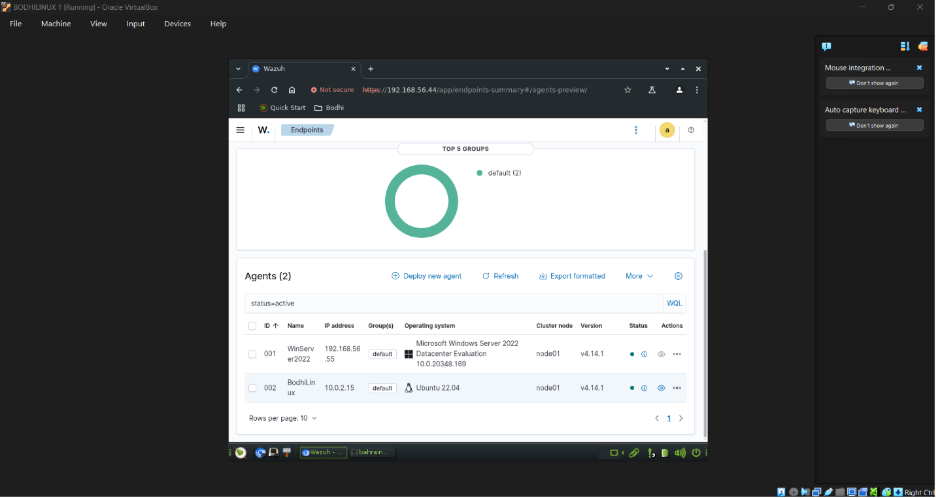 BODHILINUX 1 [Running] - Oracle VirtualBox
File Machine View Input Devices Help
Wazuh
Not secure https://192.168.56.44/app/endpoints-summary#/agents-preview/
Quick Start Bodhi
W. Endpoints a
TOP 5 GROUPS
default (2)
Agents (2) Deploy new agent Refresh Export formatted More
status=active WQL
ID Name IP address Group(s) Operating system Cluster node Version Status Actions
001 WinServer2022 192.168.56.55 default Microsoft Windows Server 2022 Datacenter Evaluation 10.0.20348.169 node01 v4.14.1
002 BodhiLinux 10.0.2.15 default Ubuntu 22.04 node01 v4.14.1
Rows per page: 10 1
Wazuh - ... bahrain...
Mouse integration ...
Don't show again
Auto capture keyboard ...
Don't show again
Right Ctrl